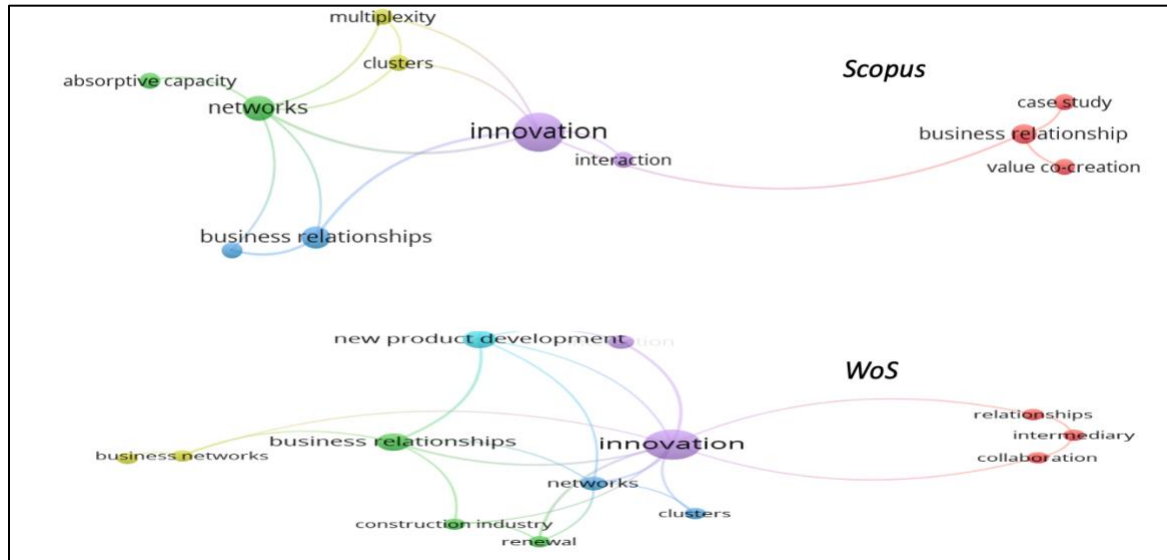 multiplexity
clusters
absorptive capacity
networks
Scopus
case study
innovation
business relationship
interaction
value co-creation
business relationships
new product development
WoS
relationships
business relationships
innovation
intermediary
business networks
collaboration
networks
clusters
construction industry
renewal